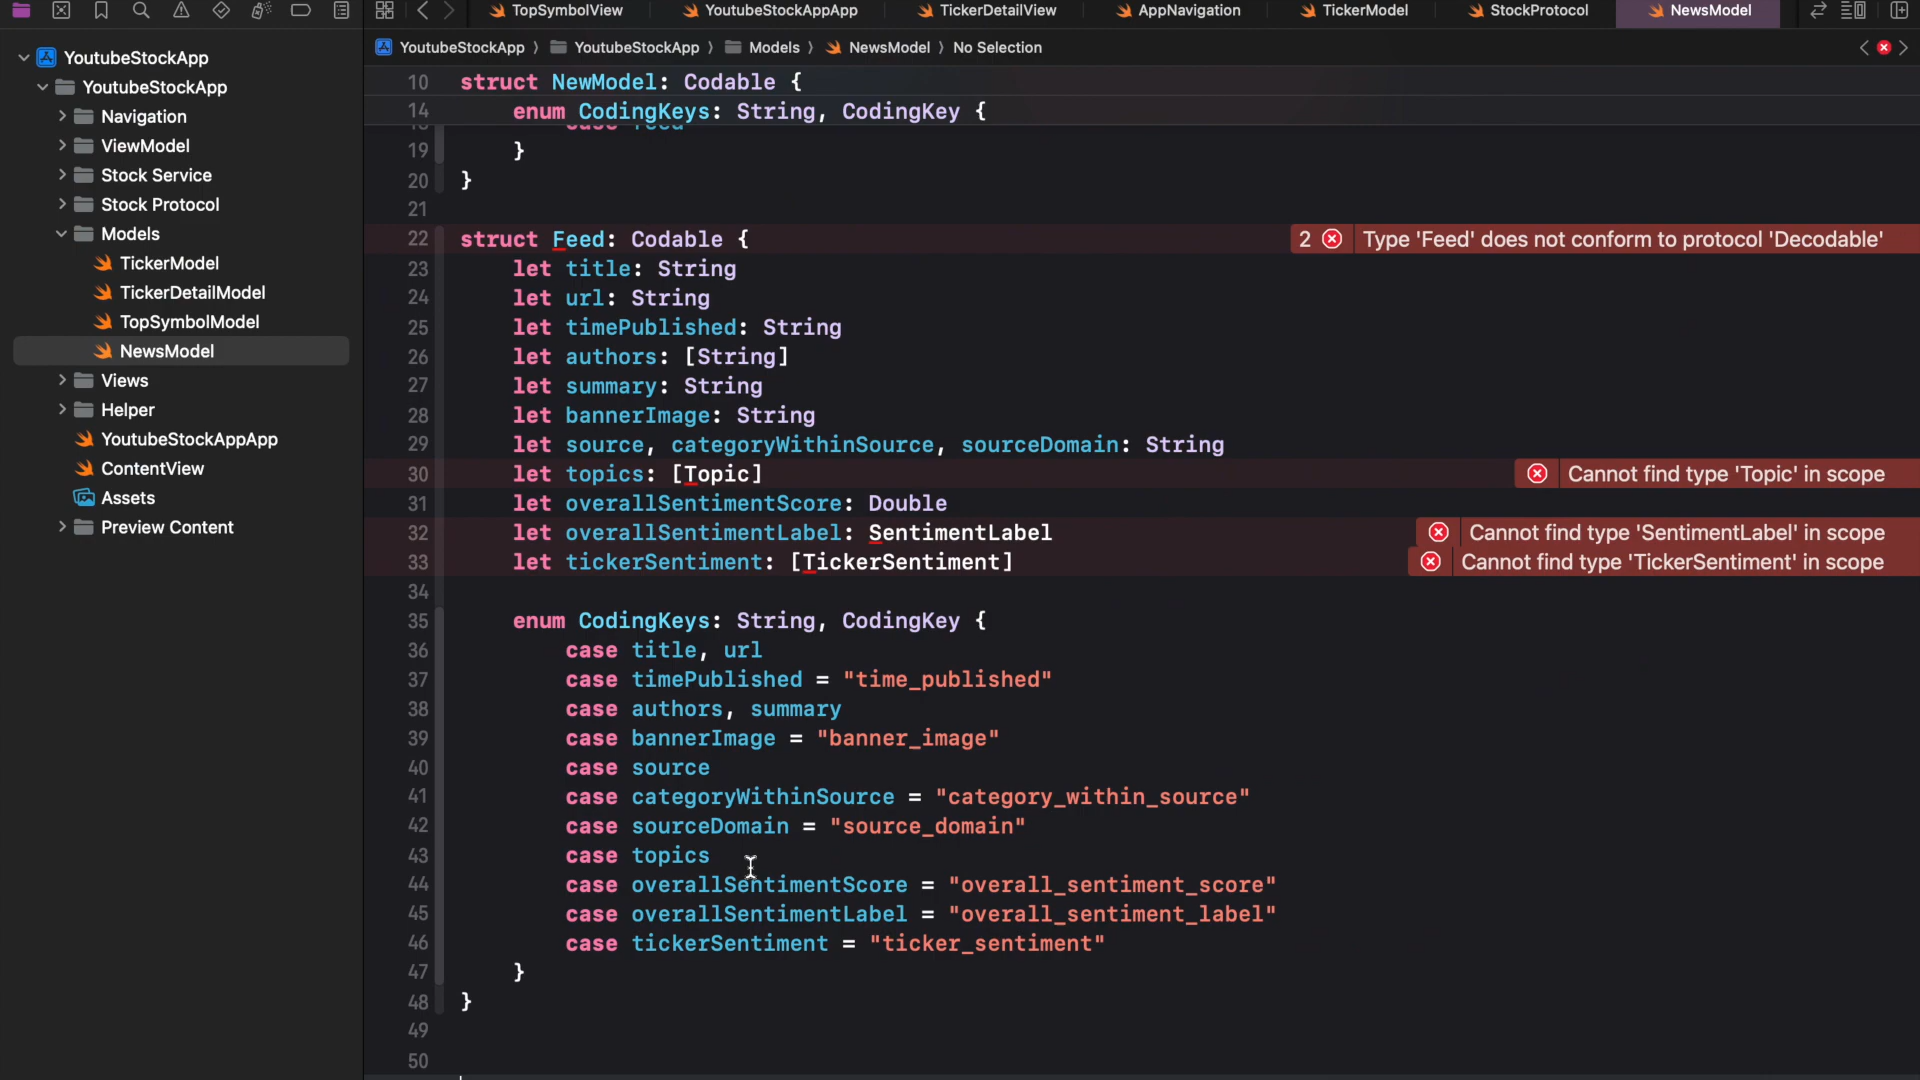 TopSymbolView
YoutubeStockAppApp
TickerDetailView
AppNavigation
TickerModel
StockProtocol
NewsModel
YoutubeStockApp
YoutubeStockApp
Navigation
ViewModel
Stock Service
Stock Protocol
Models
TickerModel
TickerDetailModel
TopSymbolModel
NewsModel
Views
Helper
YoutubeStockAppApp
ContentView
Assets
Preview Content
YoutubeStockApp 〉 YoutubeStockApp 〉 Models 〉 NewsModel 〉 No Selection
10 struct NewModel: Codable {
14 enum CodingKeys: String, CodingKey {
18 case feed
19 }
20 }
21
22 struct Feed: Codable { 2 Type 'Feed' does not conform to protocol 'Decodable'
23 let title: String
24 let url: String
25 let timePublished: String
26 let authors: [String]
27 let summary: String
28 let bannerImage: String
29 let source, categoryWithinSource, sourceDomain: String
30 let topics: [Topic] Cannot find type 'Topic' in scope
31 let overallSentimentScore: Double
32 let overallSentimentLabel: SentimentLabel Cannot find type 'SentimentLabel' in scope
33 let tickerSentiment: [TickerSentiment] Cannot find type 'TickerSentiment' in scope
34
35 enum CodingKeys: String, CodingKey {
36 case title, url
37 case timePublished = "time_published"
38 case authors, summary
39 case bannerImage = "banner_image"
40 case source
41 case categoryWithinSource = "category_within_source"
42 case sourceDomain = "source_domain"
43 case topics
44 case overallSentimentScore = "overall_sentiment_score"
45 case overallSentimentLabel = "overall_sentiment_label"
46 case tickerSentiment = "ticker_sentiment"
47 }
48 }
49
50